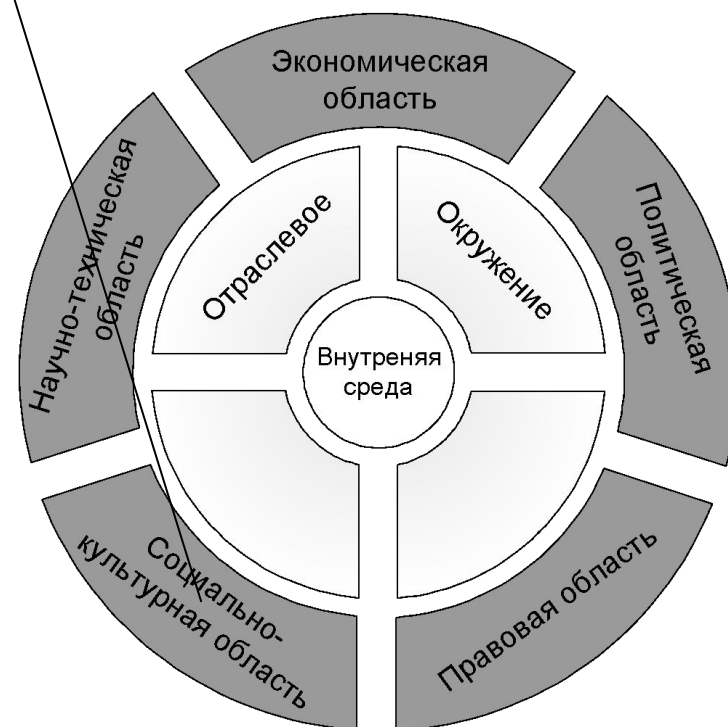 Экономическая
область
Политическая
область
Правовая область
Социально-
культурная область
Научно-техническая
область
Отраслевое
Окружение
Внутреняя
среда